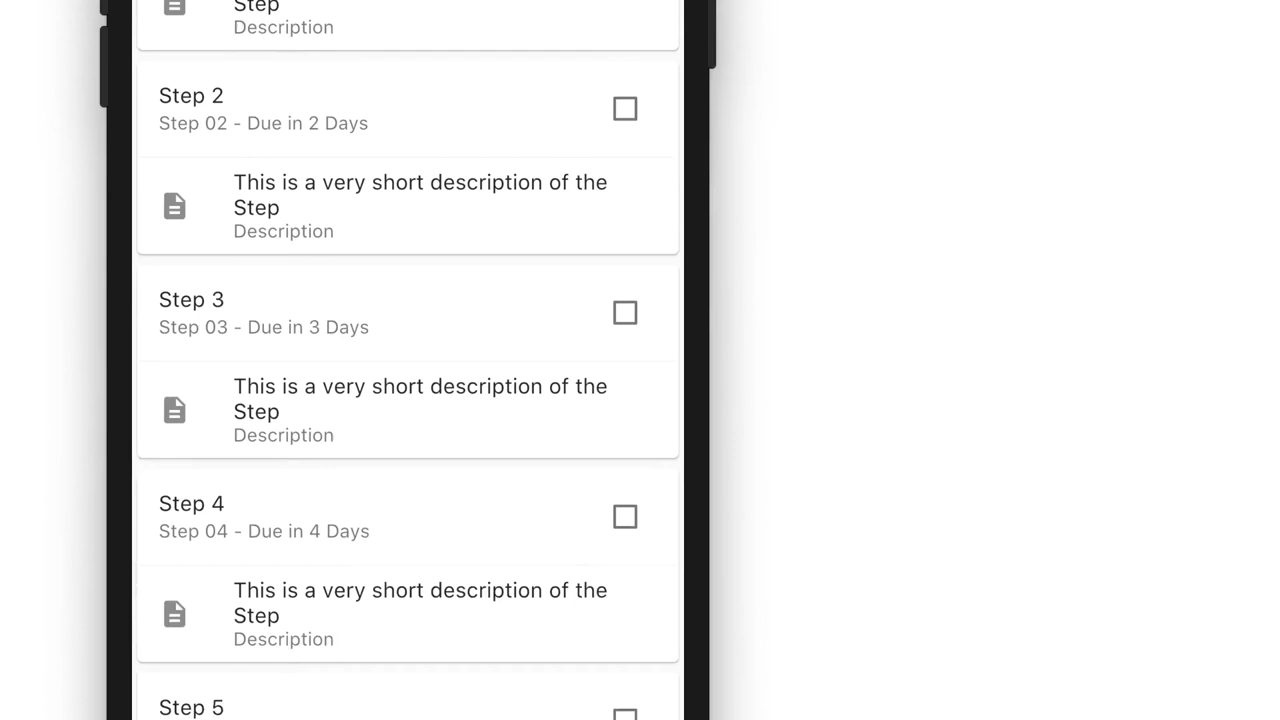 Step
Description
Step 2
Step 02 - Due in 2 Days
This is a very short description of the
Step
Description
Step 3
Step 03 - Due in 3 Days
This is a very short description of the
Step
Description
Step 4
Step 04 - Due in 4 Days
This is a very short description of the
Step
Description
Step 5